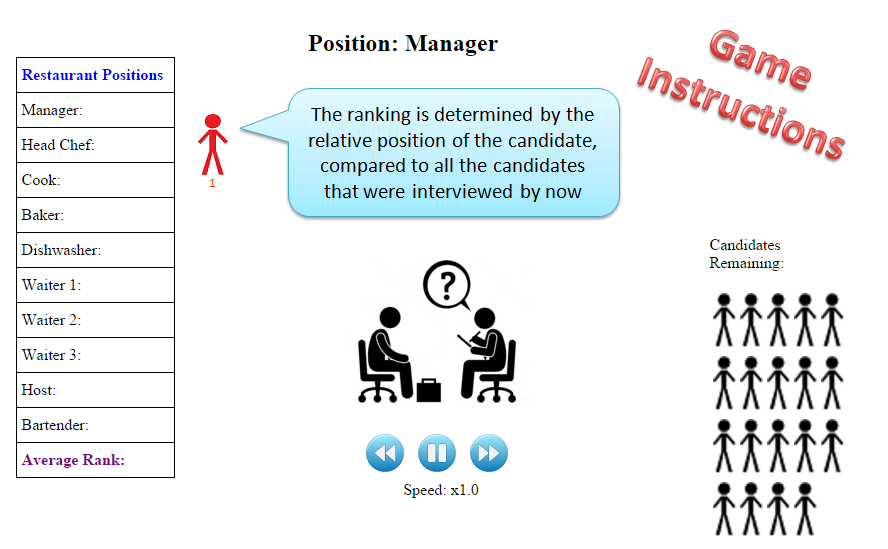 Position: Manager
Game
Instructions
Restaurant Positions
Manager:
Head Chef:
Cook:
Baker:
Dishwasher:
Waiter 1:
Waiter 2:
Waiter 3:
Host:
Bartender:
Average Rank:
1
The ranking is determined by the
relative position of the candidate,
compared to all the candidates
that were interviewed by now
?
Speed: x1.0
Candidates
Remaining: